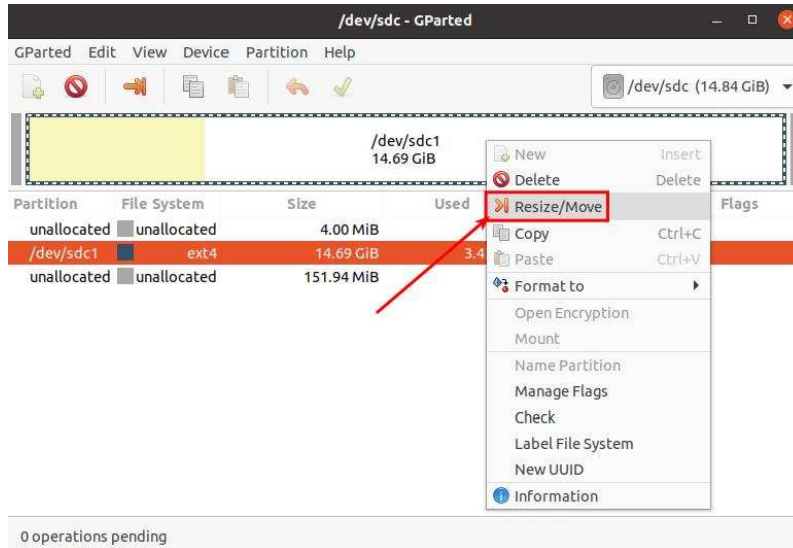 /dev/sdc - GParted
GParted Edit View Device Partition Help
/dev/sdc (14.84 GiB)
/dev/sdc1
14.69 GiB
Partition File System Size Used Flags
unallocated unallocated 4.00 MiB
/dev/sdc1 ext4 14.69 GiB
unallocated unallocated 151.94 MiB
New Insert
Delete Delete
Resize/Move
Copy Ctrl+C
Paste Ctrl+V
Format to
Open Encryption
Mount
Name Partition
Manage Flags
Check
Label File System
New UUID
Information
0 operations pending